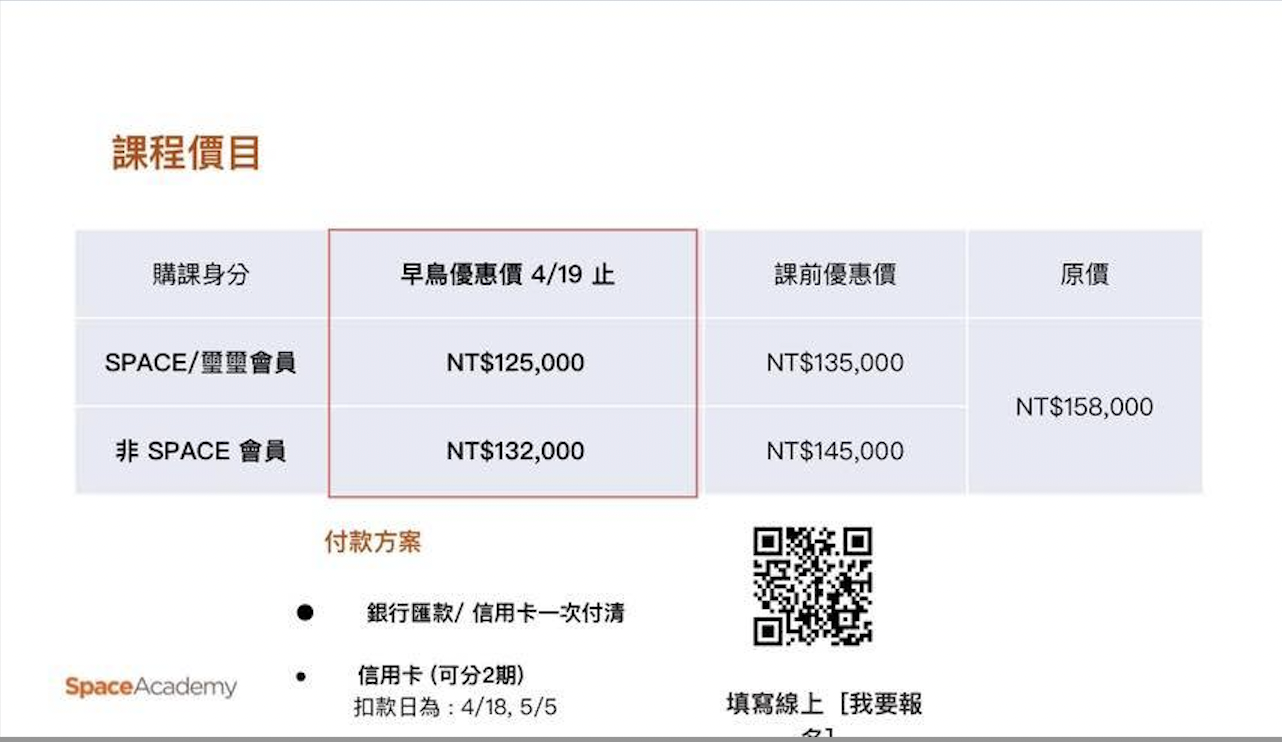 課程價目
購課身分 早鳥優惠價 4/19 止 課前優惠價 原價
SPACE/璽璽會員 NT$125,000 NT$135,000
NT$158,000
非 SPACE 會員 NT$132,000 NT$145,000
付款方案
● 銀行匯款/ 信用卡一次付清
• 信用卡 (可分2期)
扣款日為 : 4/18, 5/5
填寫線上 [我要報
名]
SpaceAcademy